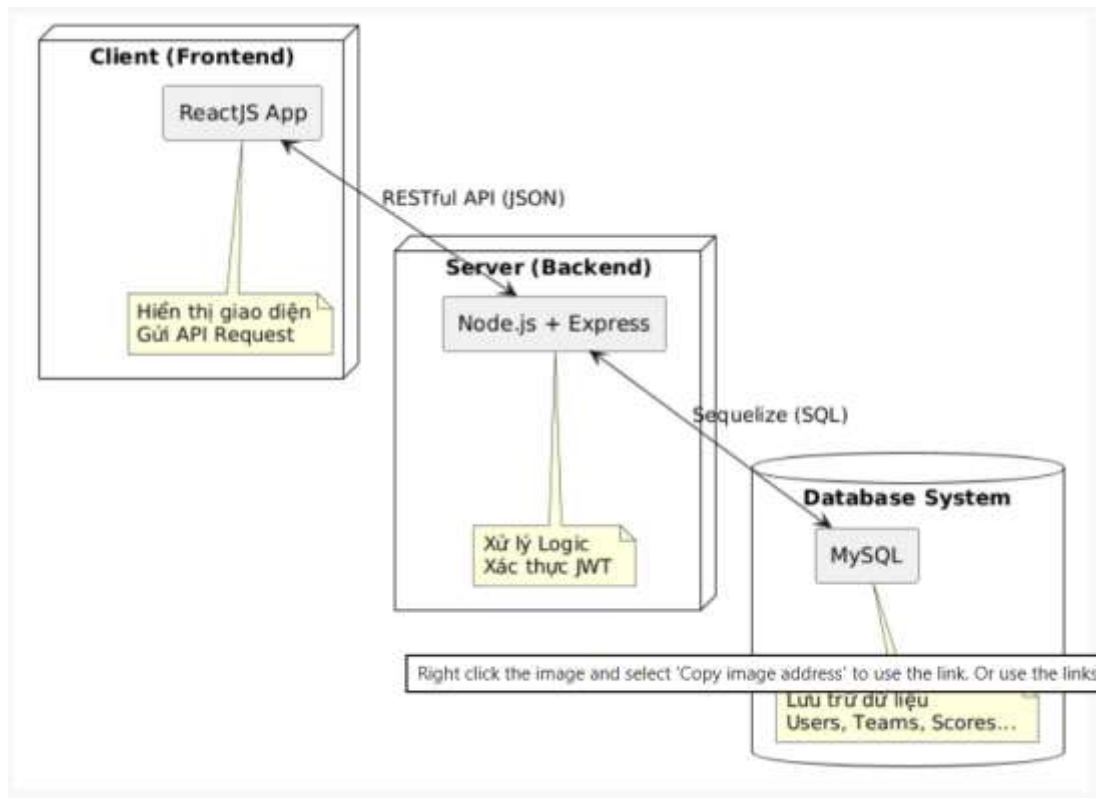 Client (Frontend)
ReactJS App
RESTful API (JSON)
Hiển thị giao diện
Gửi API Request
Server (Backend)
Node.js + Express
Sequelize (SQL)
Xử lý Logic
Xác thực JWT
Database System
MySQL
Right click the image and select 'Copy image address' to use the link. Or use the links
Lưu trữ dữ liệu
Users, Teams, Scores...